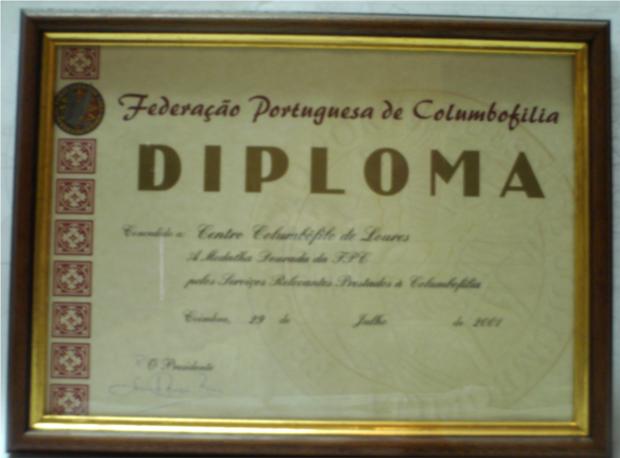 Federação Portuguesa de Columbofilia
DIPLOMA
Concedido a: Centro Columbófilo de Loures
A Medalha Dourada da FPC
pelos Serviços Relevantes Prestados à Columbofilia
Coimbra, 29 de Julho de 2001
O Presidente